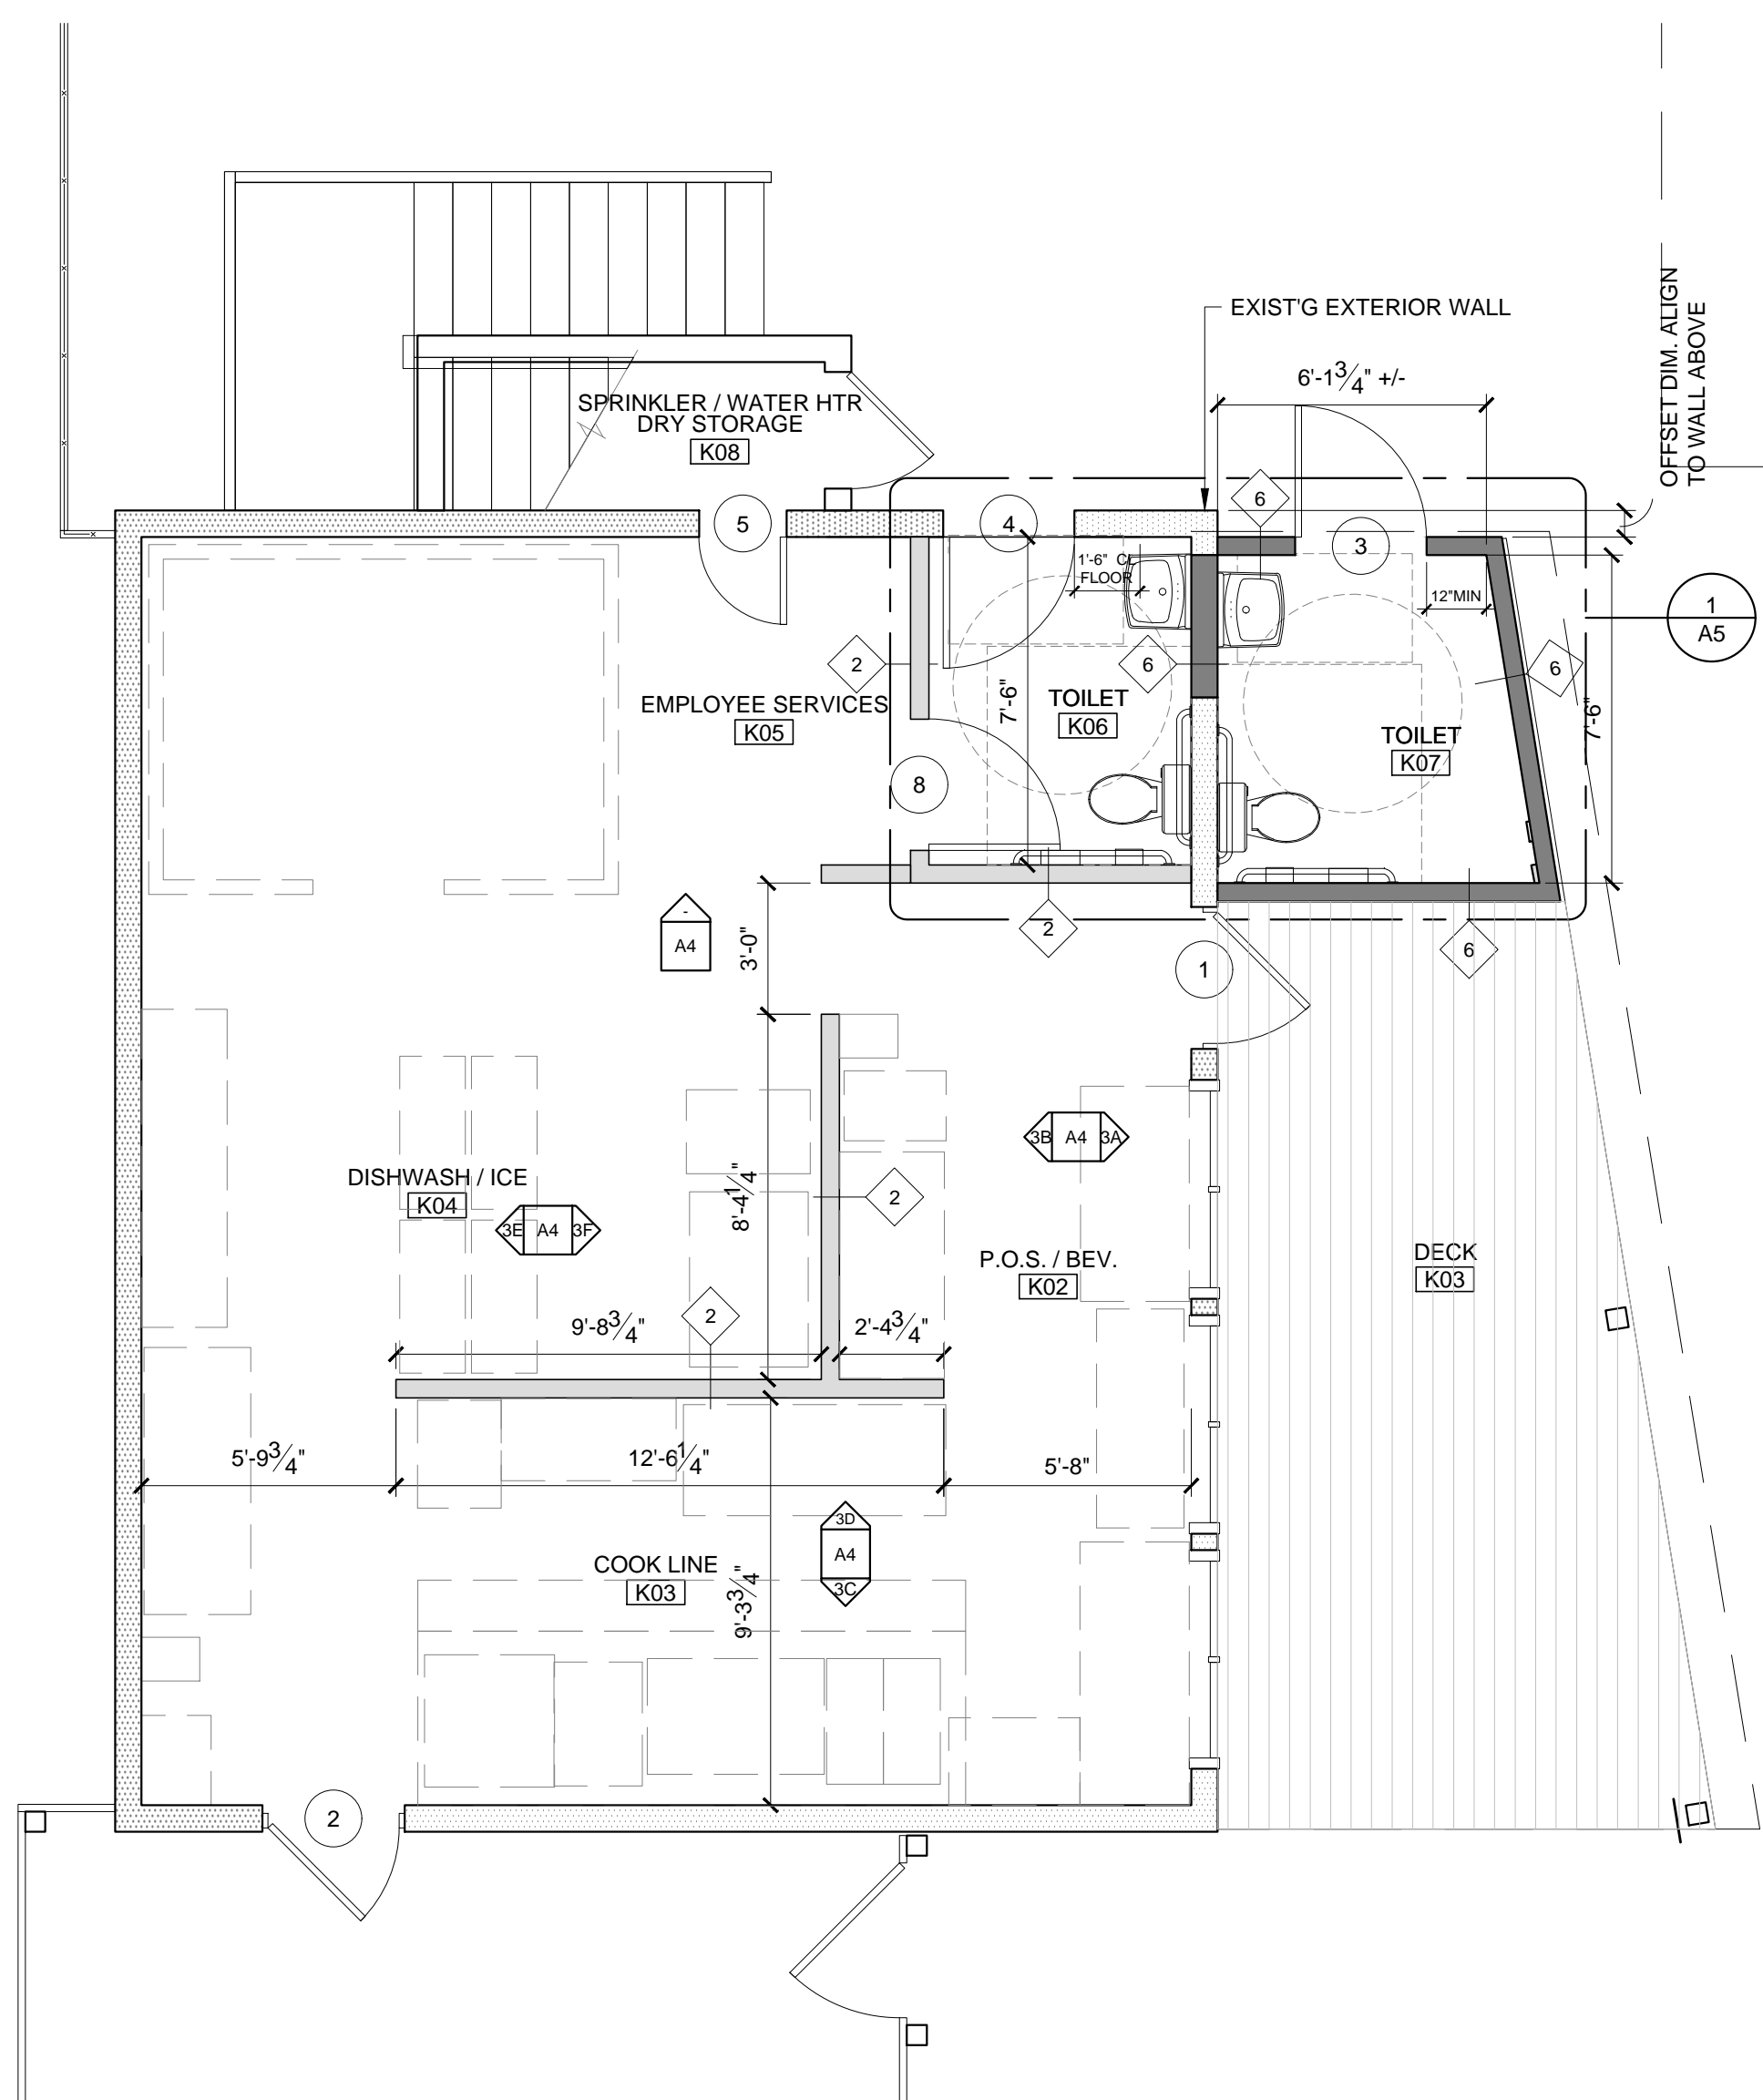 EXIST'G EXTERIOR WALL
OFFSET DIM. ALIGN
TO WALL ABOVE
6'-1 3/4" +/-
SPRINKLER / WATER HTR
DRY STORAGE
K08
6
5
4
3
1'-6" CL
FLOOR
12"MIN
1
A5
2
6
6
7'-6"
TOILET
K06
EMPLOYEE SERVICES
K05
TOILET
K07
7'-6"
8
-
A4
3'-0"
2
6
1
3B
A4
3A
DISHWASH / ICE
K04
8'-4 1/4"
2
3E
A4
3F
P.O.S. / BEV.
K02
DECK
K03
9'-8 3/4"
2
2'-4 3/4"
5'-9 3/4"
12'-6 1/4"
5'-8"
3D
A4
3C
COOK LINE
K03
9'-3 3/4"
2